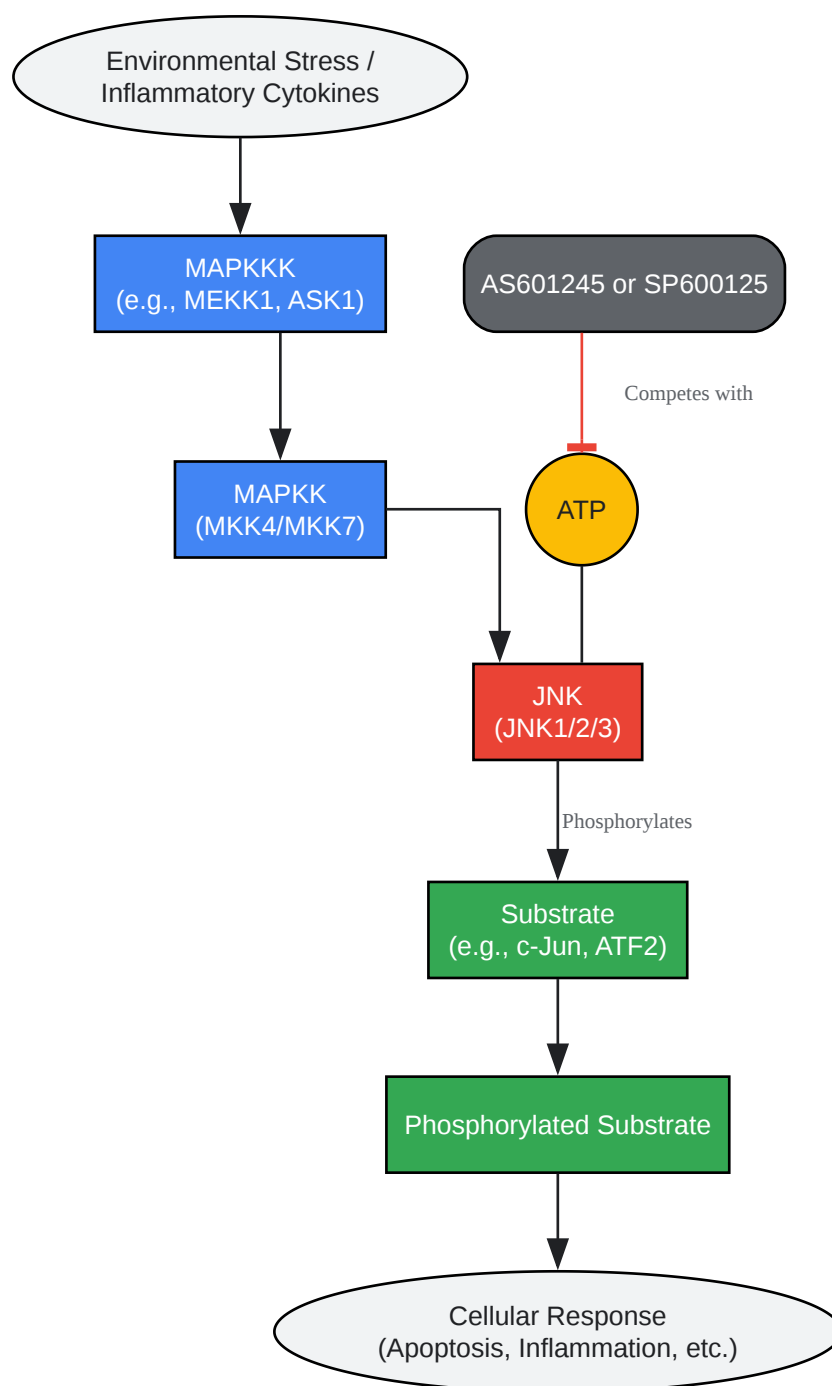 Environmental Stress /
Inflammatory Cytokines
MAPKKK
(e.g., MEKK1, ASK1)
AS601245 or SP600125
Competes with
MAPKK
(MKK4/MKK7)
ATP
JNK
(JNK1/2/3)
Phosphorylates
Substrate
(e.g., c-Jun, ATF2)
Phosphorylated Substrate
Cellular Response
(Apoptosis, Inflammation, etc.)